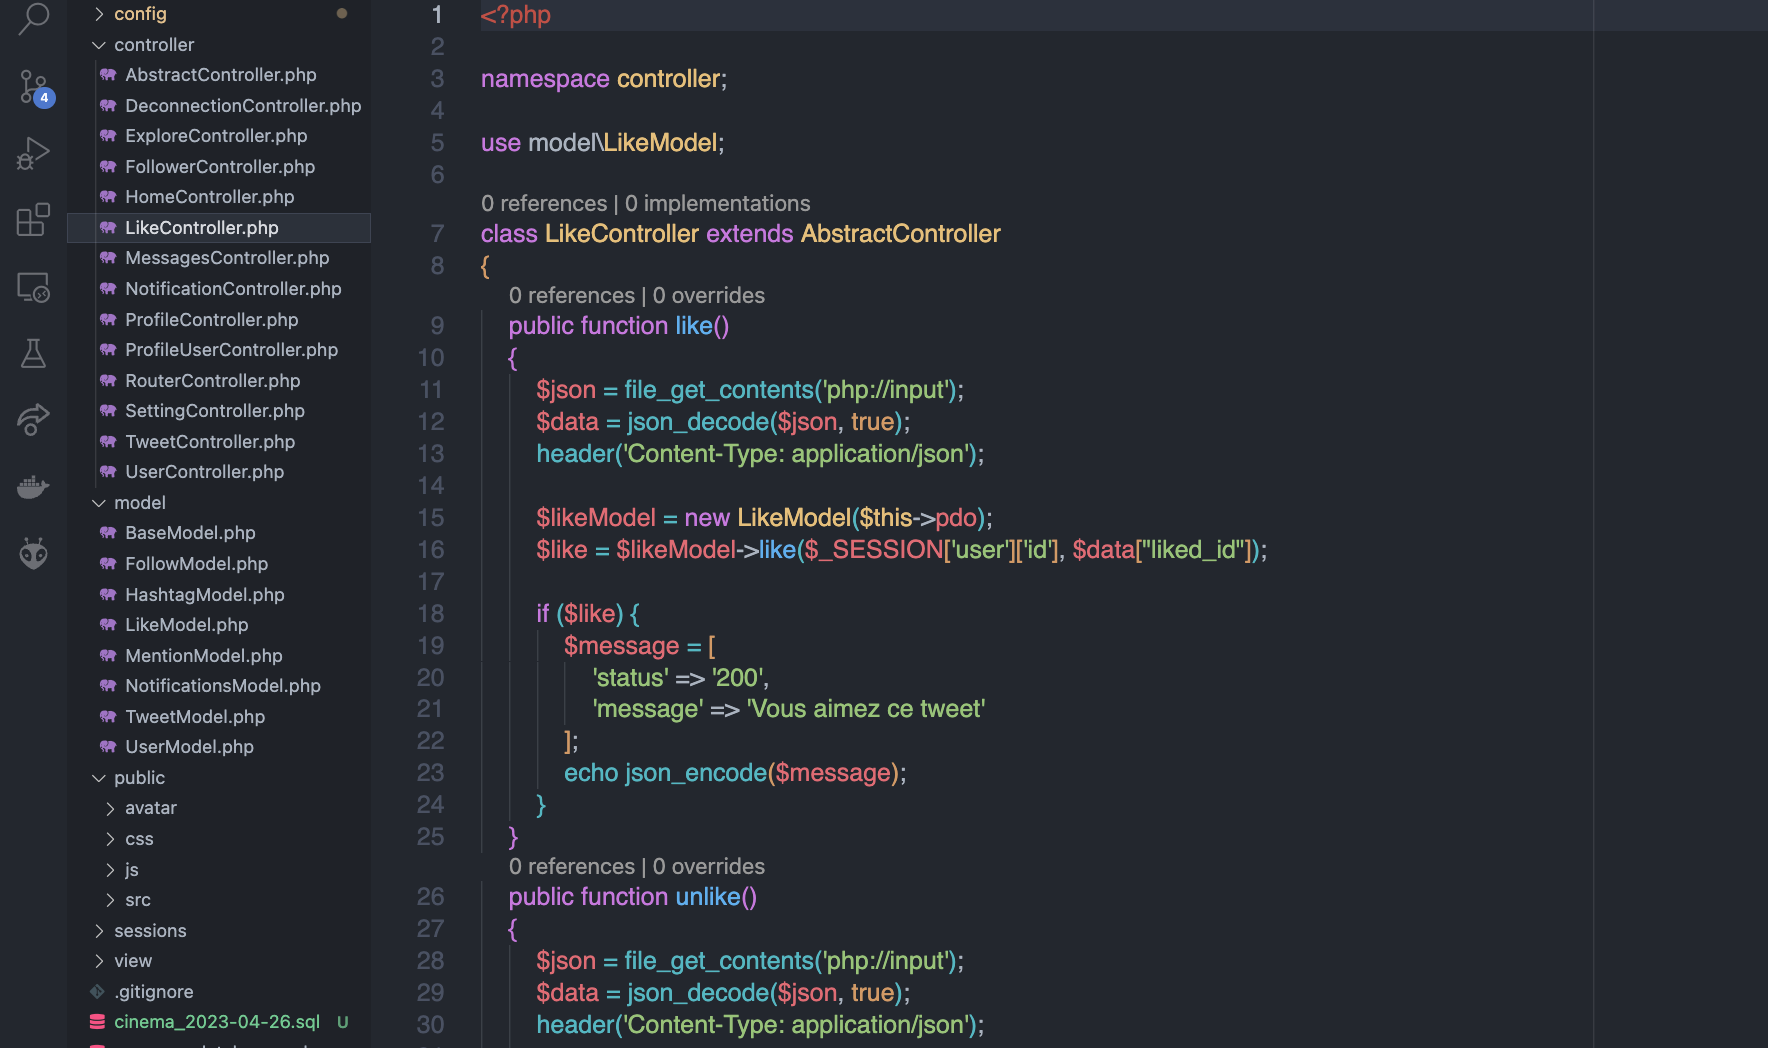 config
controller
AbstractController.php
DeconnectionController.php
ExploreController.php
FollowerController.php
HomeController.php
LikeController.php
MessagesController.php
NotificationController.php
ProfileController.php
ProfileUserController.php
RouterController.php
SettingController.php
TweetController.php
UserController.php
model
BaseModel.php
FollowModel.php
HashtagModel.php
LikeModel.php
MentionModel.php
NotificationsModel.php
TweetModel.php
UserModel.php
public
avatar
css
js
src
sessions
view
.gitignore
cinema_2023-04-26.sql U
4
1 <?php
2
3 namespace controller;
4
5 use model\LikeModel;
6
0 references | 0 implementations
7 class LikeController extends AbstractController
8 {
0 references | 0 overrides
9 public function like()
10 {
11 $json = file_get_contents('php://input');
12 $data = json_decode($json, true);
13 header('Content-Type: application/json');
14
15 $likeModel = new LikeModel($this->pdo);
16 $like = $likeModel->like($_SESSION['user']['id'], $data["liked_id"]);
17
18 if ($like) {
19 $message = [
20 'status' => '200',
21 'message' => 'Vous aimez ce tweet'
22 ];
23 echo json_encode($message);
24 }
25 }
0 references | 0 overrides
26 public function unlike()
27 {
28 $json = file_get_contents('php://input');
29 $data = json_decode($json, true);
30 header('Content-Type: application/json');